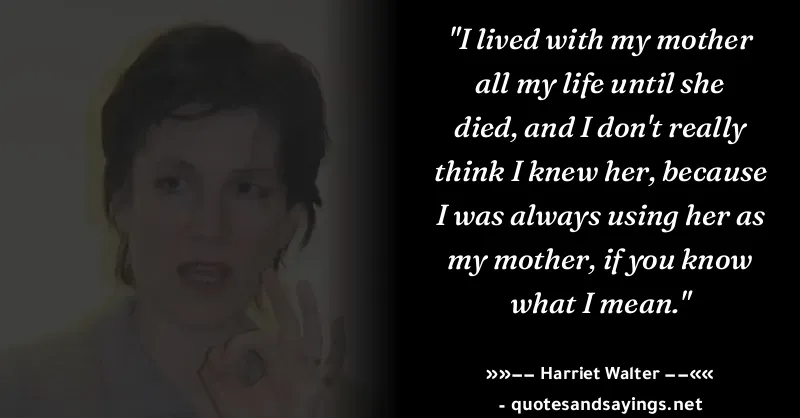 "I lived with my mother
all my life until she
died, and I don't really
think I knew her, because
I was always using her as
my mother, if you know
what I mean."
»»−− Harriet Walter −−««
- quotesandsayings.net